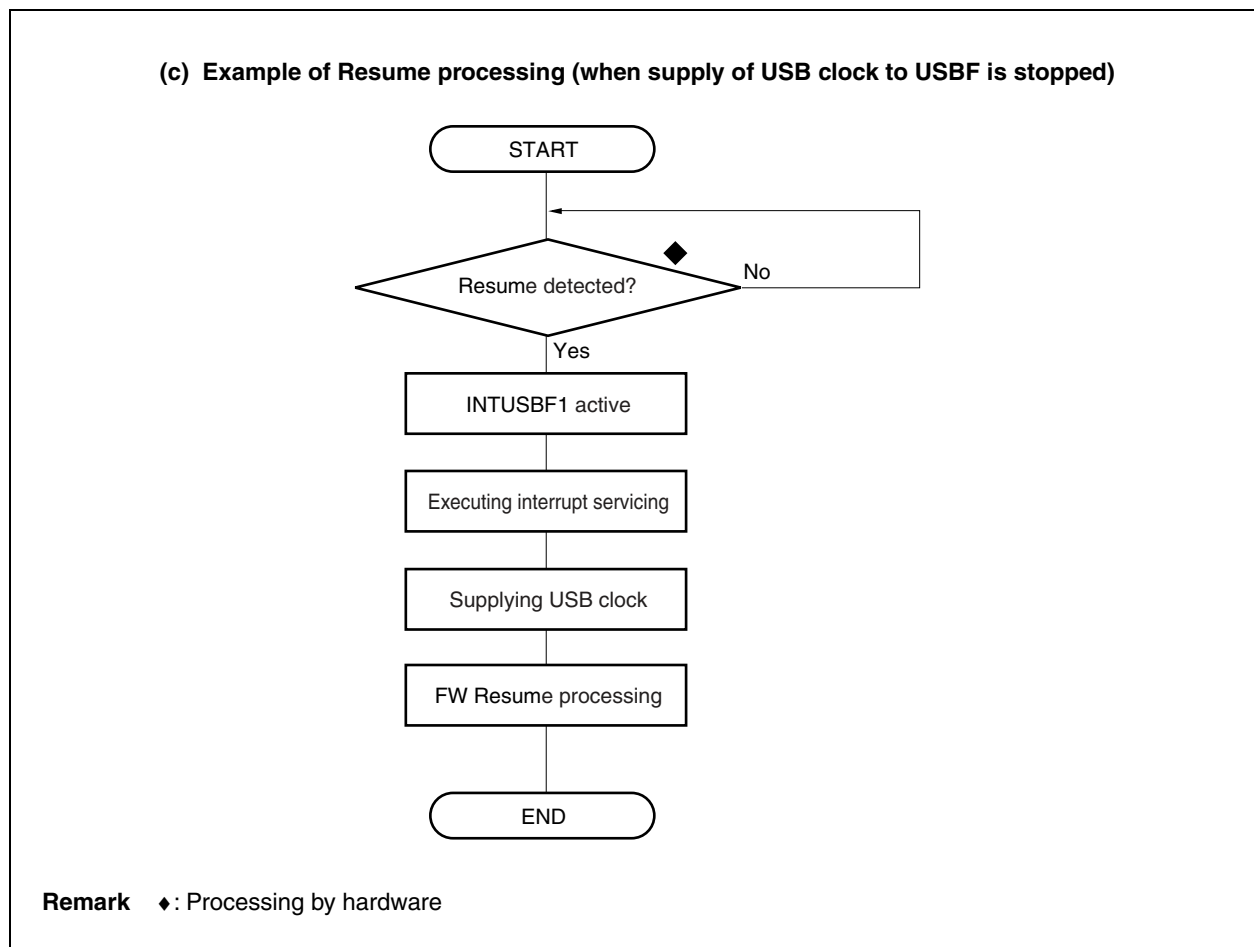 (c) Example of Resume processing (when supply of USB clock to USBF is stopped)
START
Resume detected?
No
Yes
INTUSBF1 active
Executing interrupt servicing
Supplying USB clock
FW Resume processing
END
Remark ♦: Processing by hardware